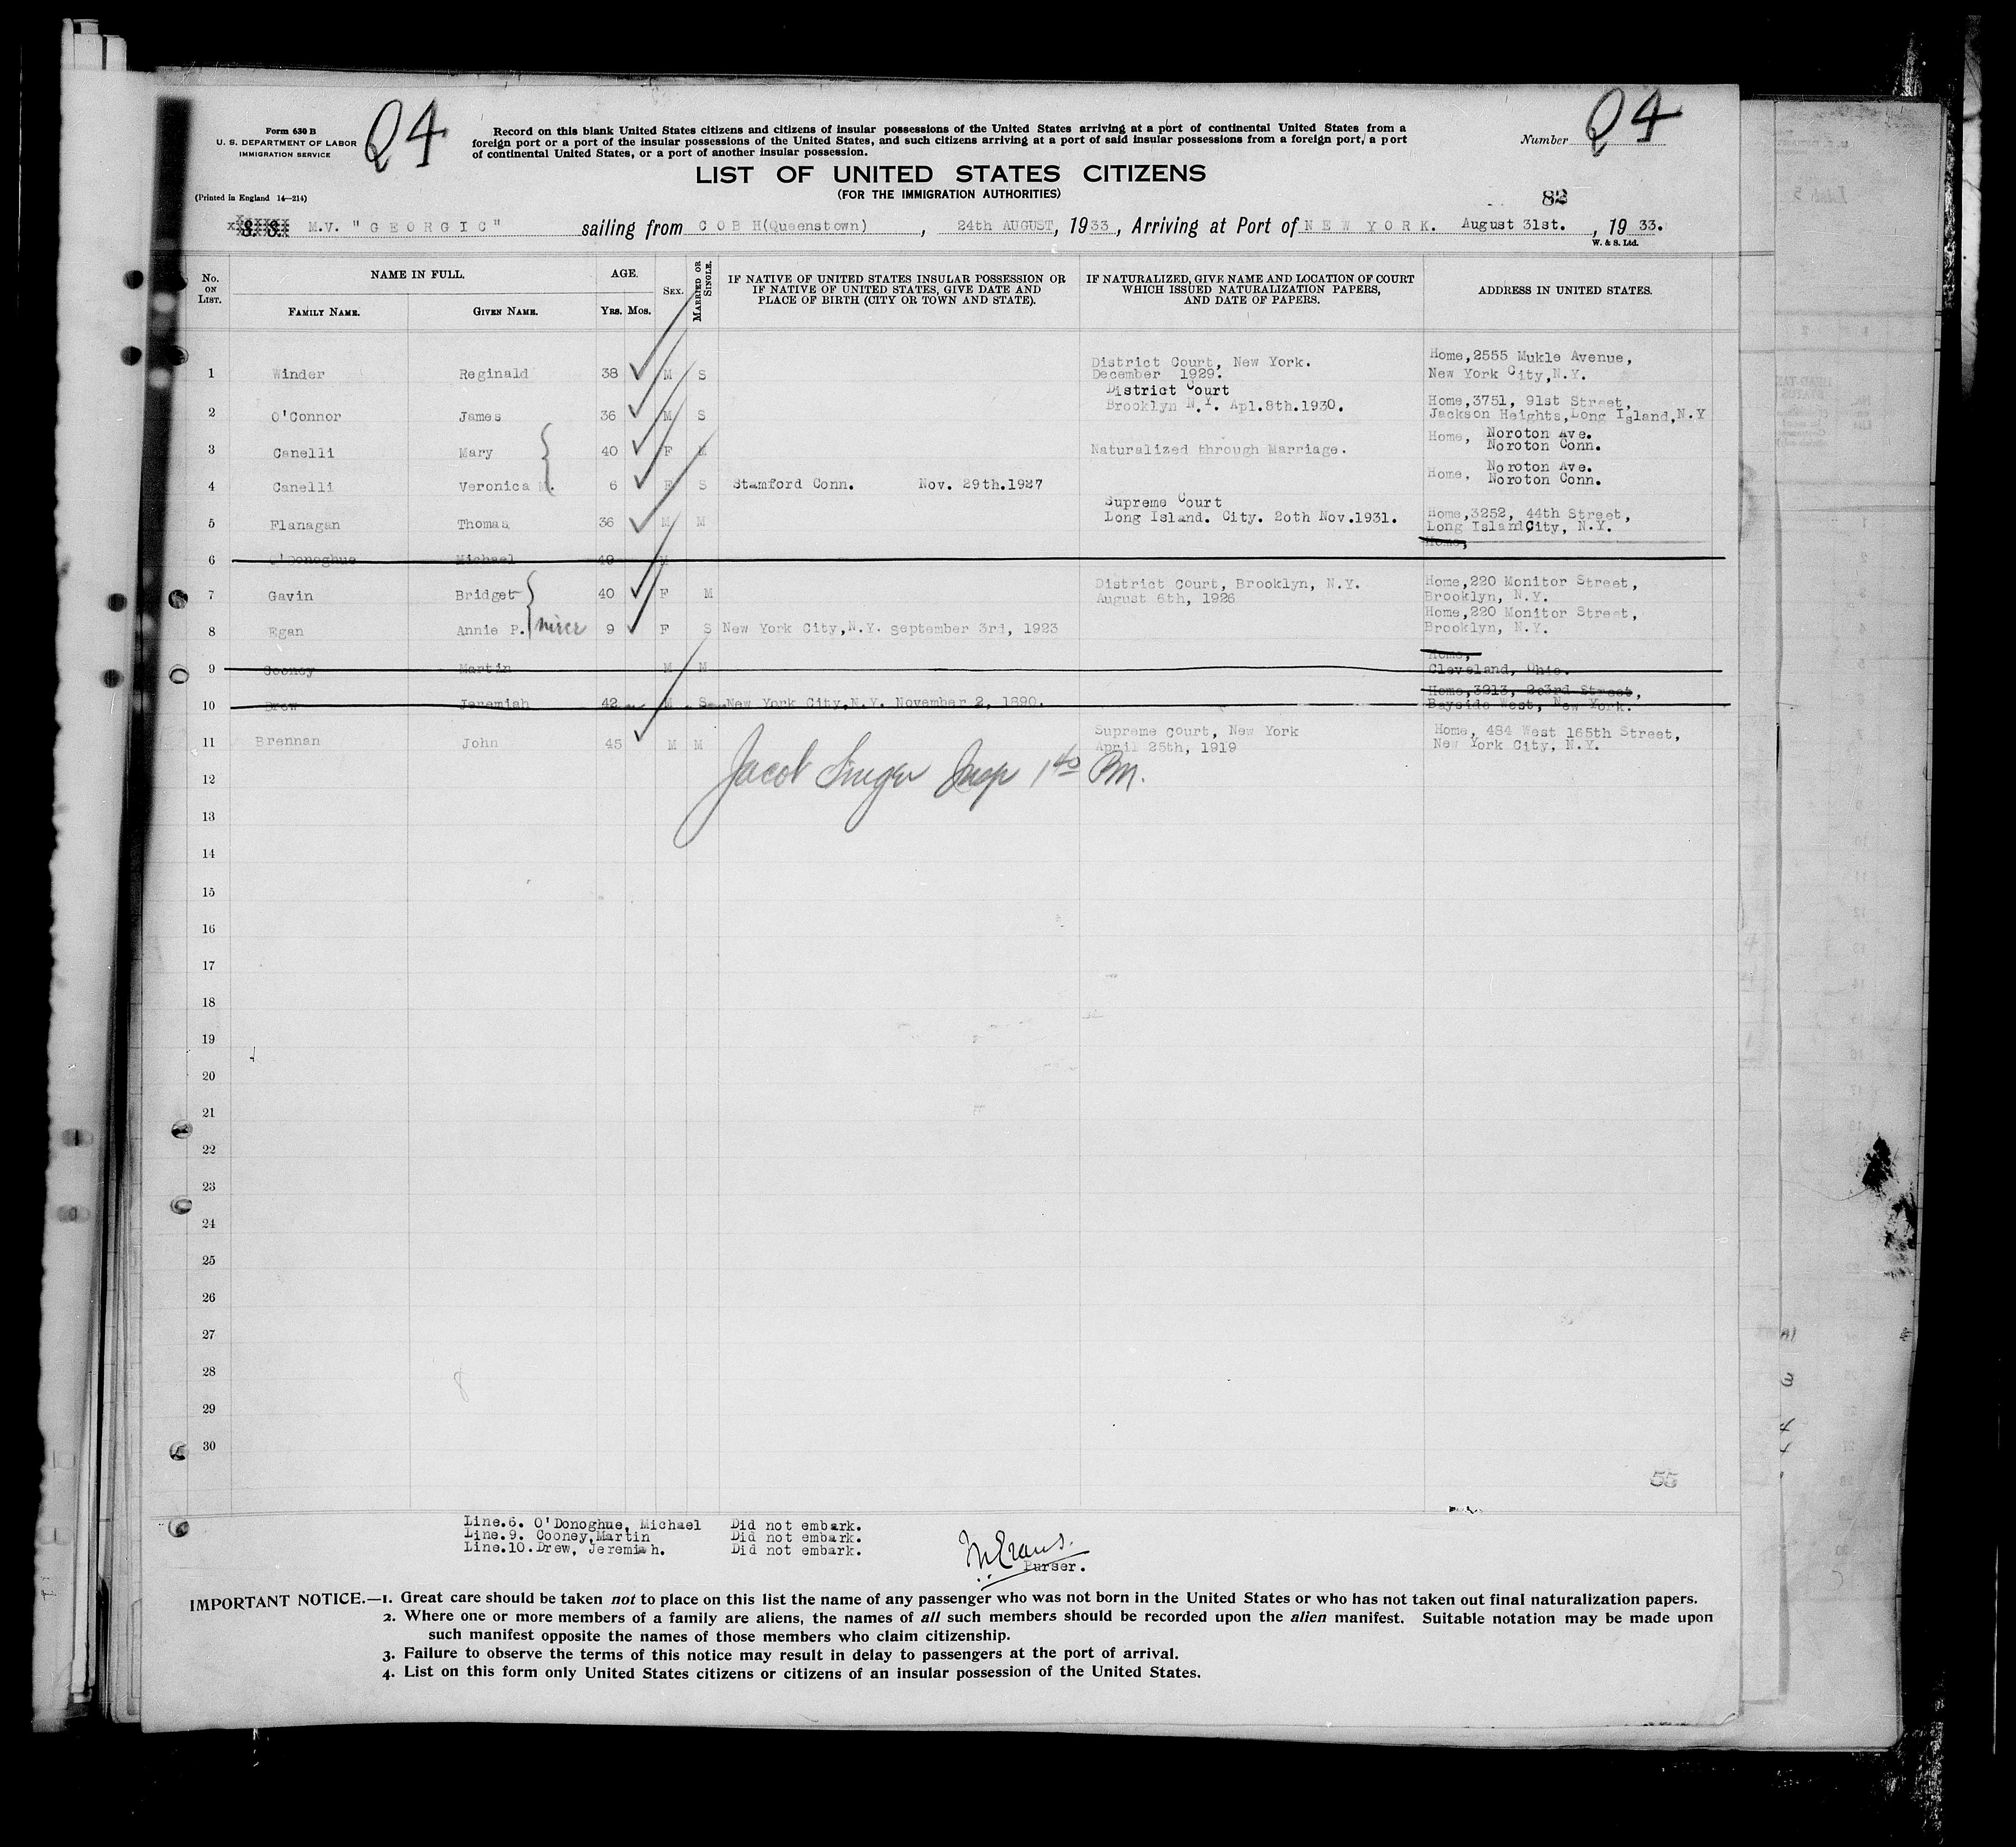 Form 630 B
U. S. DEPARTMENT OF LABOR
IMMIGRATION SERVICE
(Printed in England 14—214)
Q4
Record on this blank United States citizens and citizens of insular possessions of the United States arriving at a port of continental United States from a
foreign port or a port of the insular possessions of the United States, and such citizens arriving at a port of said insular possessions from a foreign port, a port
of continental United States, or a port of another insular possession.
Number Q4
LIST OF UNITED STATES CITIZENS
(FOR THE IMMIGRATION AUTHORITIES)
82
S. S. M.V. "GEORGIC" sailing from COBH(Queenstown), 24th AUGUST, 1933, Arriving at Port of NEW YORK. August 31st., 1933.
W. & S. Ltd.
No. ON LIST. NAME IN FULL. AGE. SEX. MARRIED OR SINGLE. IF NATIVE OF UNITED STATES INSULAR POSSESSION OR IF NATIVE OF UNITED STATES, GIVE DATE AND PLACE OF BIRTH (CITY OR TOWN AND STATE). IF NATURALIZED, GIVE NAME AND LOCATION OF COURT WHICH ISSUED NATURALIZATION PAPERS, AND DATE OF PAPERS. ADDRESS IN UNITED STATES.
FAMILY NAME. GIVEN NAME. YRS. MOS.
1 Winder Reginald 38 M S District Court, New York. December 1929. Home,2555 Mukle Avenue, New York City,N.Y.
2 O'Connor James 36 M S District Court Brooklyn N.Y. Apl.8th.1930. Home,3751, 91st Street, Jackson Heights,Long Island,N.Y
3 Canelli Mary 40 F M Naturalized through Marriage. Home, Noroton Ave. Noroton Conn.
4 Canelli Veronica M. 6 F S Stamford Conn. Nov. 29th.1927 Home, Noroton Ave. Noroton Conn.
5 Flanagan Thomas 36 M M Supreme Court Long Island. City. 20th Nov.1931. Home,3252, 44th Street, Long Island City, N.Y.
6 O'Donoghue Michael 40 M Home,
7 Gavin Bridget 40 F M District Court, Brooklyn, N.Y. August 6th, 1926 Home,220 Monitor Street, Brooklyn, N.Y.
8 Egan Annie P. niece 9 F S New York City,N.Y. September 3rd, 1923 Home,220 Monitor Street, Brooklyn, N.Y.
9 Cooney Martin M M Home, Cleveland, Ohio.
10 Drew Jeremiah 42 M S New York City,N.Y. November 2, 1890. Home,3213, 203rd Street, Bayside West, New York.
11 Brennan John 45 M M Supreme Court, New York April 25th, 1919 Home, 484 West 165th Street, New York City, N.Y.
12 Jacob Singer Insp 1 40 PM.
13
14
15
16
17
18
19
20
21
22
23
24
25
26
27
28
29
30
55
Line.6. O'Donoghue, Michael Did not embark.
Line.9. Cooney,Martin Did not embark.
Line.10.Drew, Jeremiah. Did not embark.
Evans.
Purser.
IMPORTANT NOTICE.—1. Great care should be taken not to place on this list the name of any passenger who was not born in the United States or who has not taken out final naturalization papers.
2. Where one or more members of a family are aliens, the names of all such members should be recorded upon the alien manifest. Suitable notation may be made upon
such manifest opposite the names of those members who claim citizenship.
3. Failure to observe the terms of this notice may result in delay to passengers at the port of arrival.
4. List on this form only United States citizens or citizens of an insular possession of the United States.